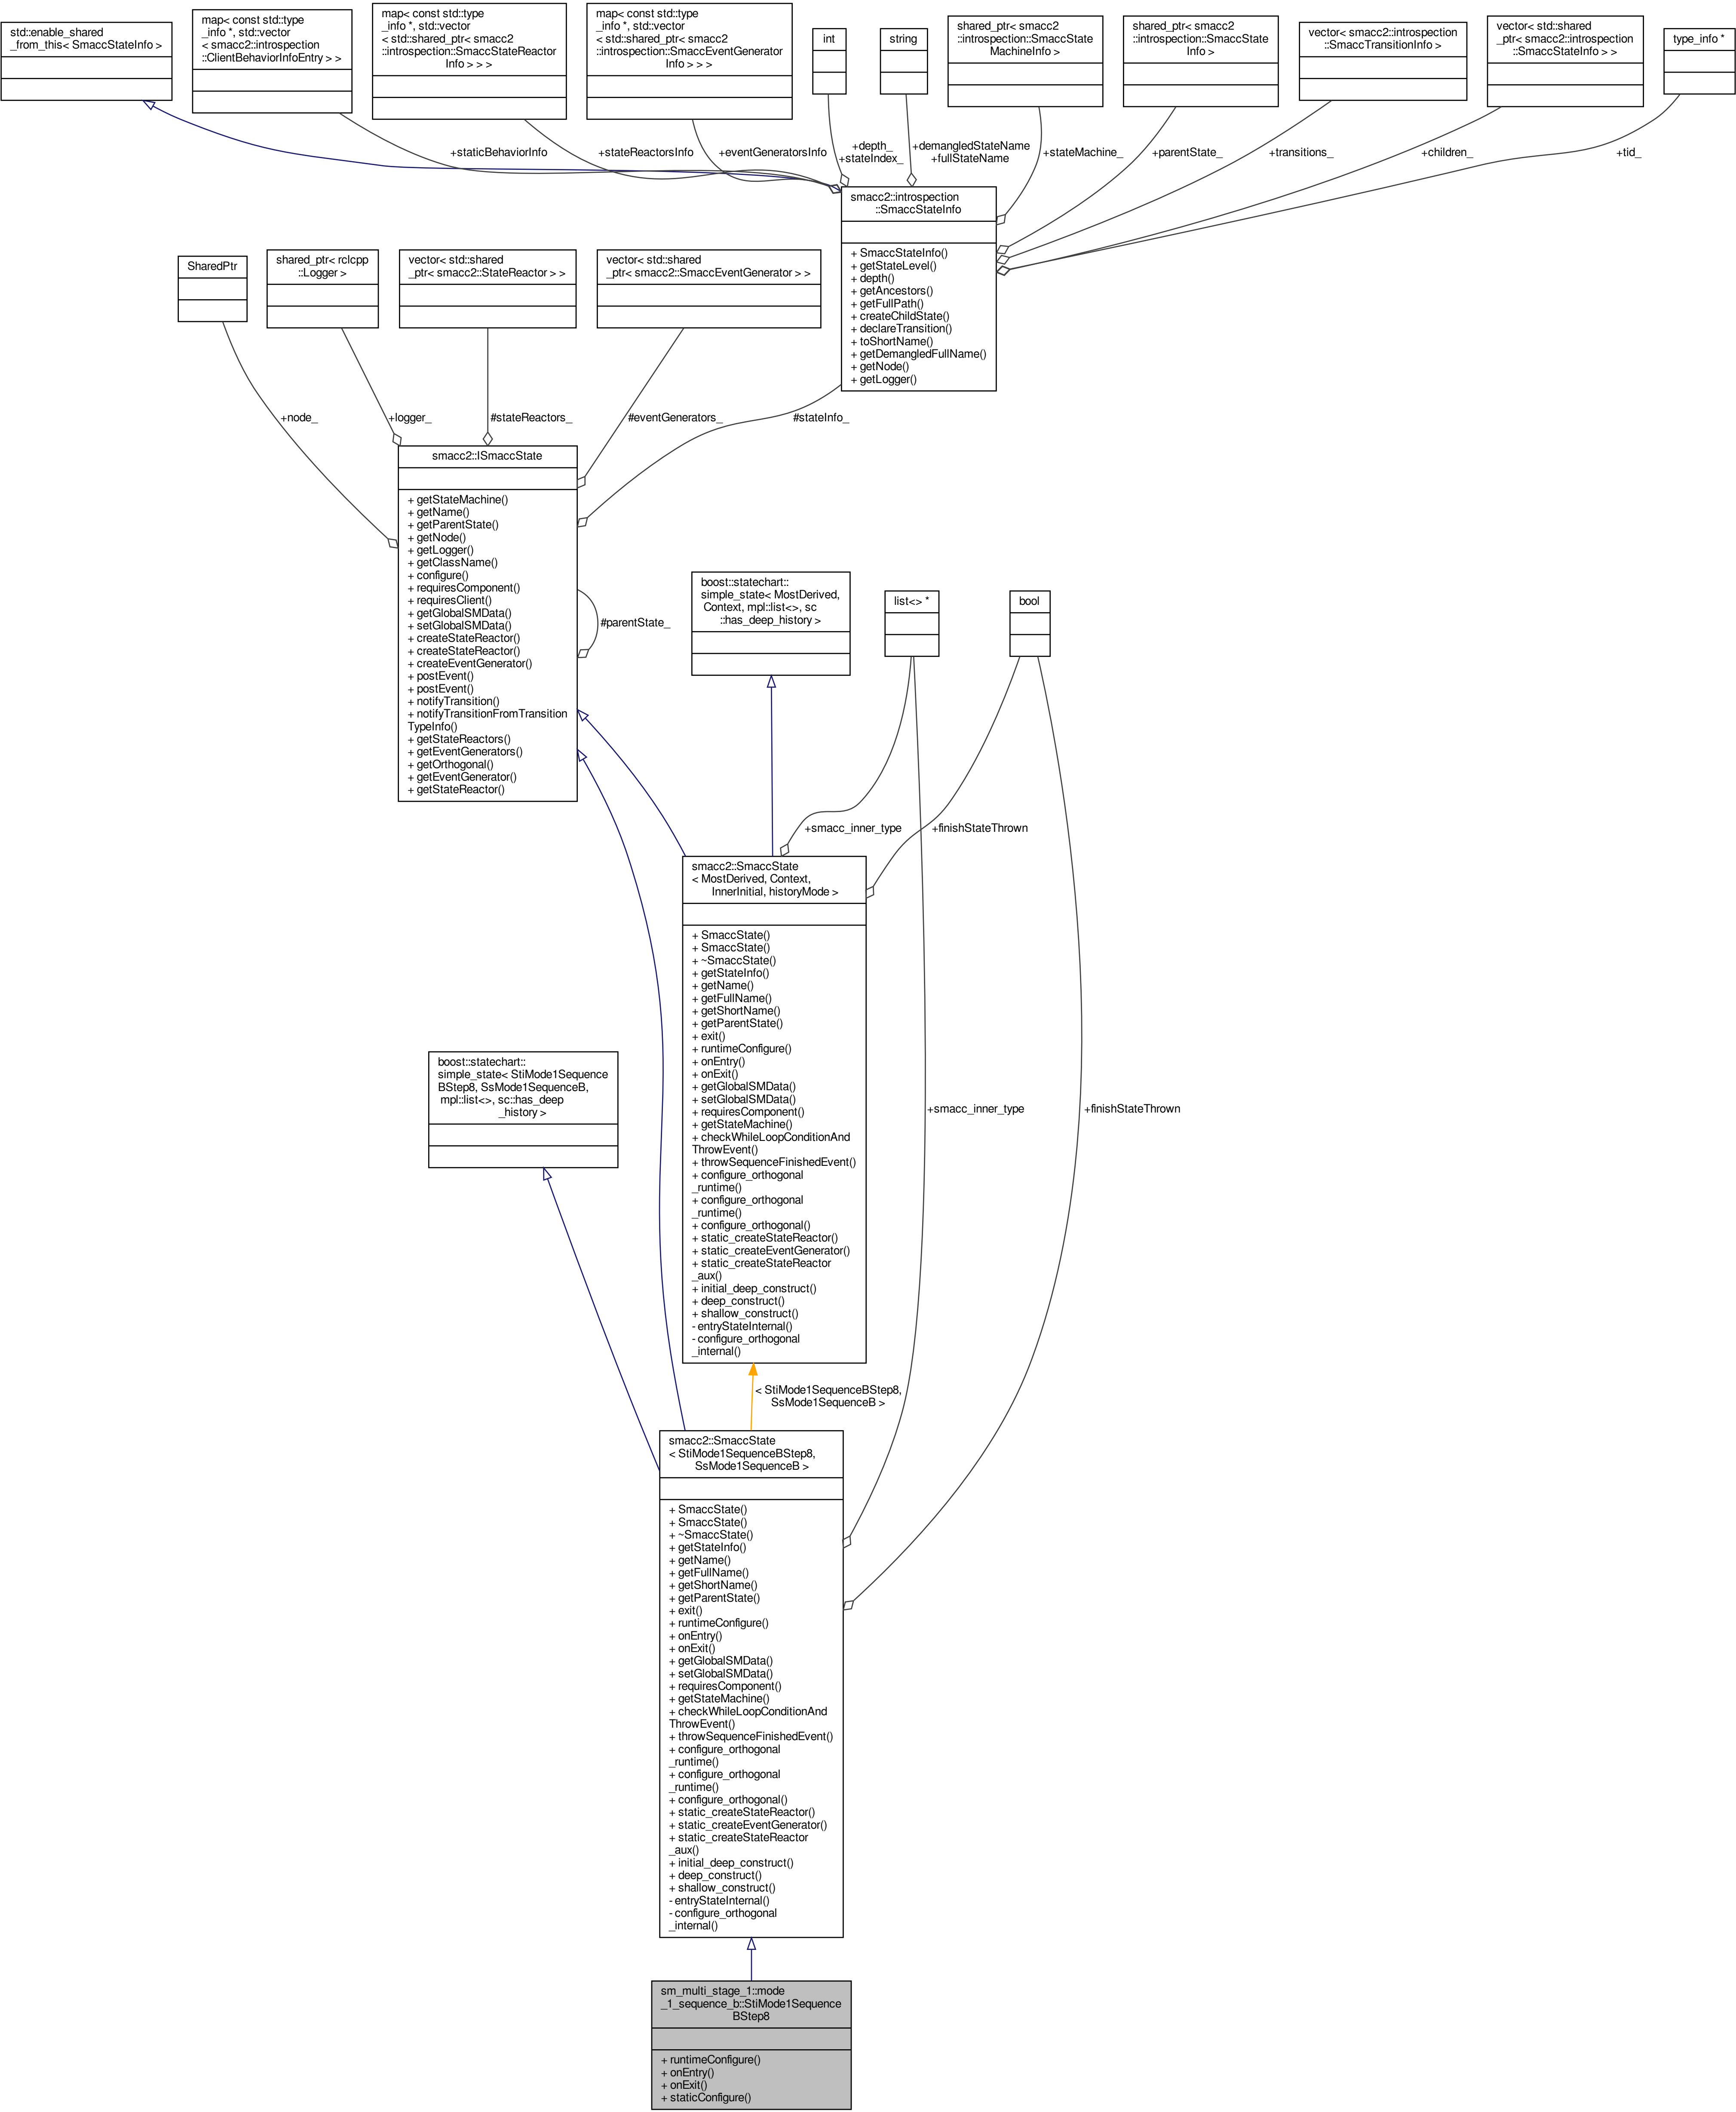 std::enable_shared
_from_this< SmaccStateInfo >
map< const std::type
_info *, std::vector
< smacc2::introspection
::ClientBehaviorInfoEntry > >
map< const std::type
_info *, std::vector
< std::shared_ptr< smacc2
::introspection::SmaccStateReactor
Info > > >
map< const std::type
_info *, std::vector
< std::shared_ptr< smacc2
::introspection::SmaccEventGenerator
Info > > >
int
string
shared_ptr< smacc2
::introspection::SmaccState
MachineInfo >
shared_ptr< smacc2
::introspection::SmaccState
Info >
vector< smacc2::introspection
::SmaccTransitionInfo >
vector< std::shared
_ptr< smacc2::introspection
::SmaccStateInfo > >
type_info *
+staticBehaviorInfo
+stateReactorsInfo
+eventGeneratorsInfo
+depth_
+stateIndex_
+demangledStateName
+fullStateName
+stateMachine_
+parentState_
+transitions_
+children_
+tid_
smacc2::introspection
::SmaccStateInfo
+ SmaccStateInfo()
+ getStateLevel()
+ depth()
+ getAncestors()
+ getFullPath()
+ createChildState()
+ declareTransition()
+ toShortName()
+ getDemangledFullName()
+ getNode()
+ getLogger()
SharedPtr
shared_ptr< rclcpp
::Logger >
vector< std::shared
_ptr< smacc2::StateReactor > >
vector< std::shared
_ptr< smacc2::SmaccEventGenerator > >
+node_
+logger_
#stateReactors_
#eventGenerators_
#stateInfo_
smacc2::ISmaccState
+ getStateMachine()
+ getName()
+ getParentState()
+ getNode()
+ getLogger()
+ getClassName()
+ configure()
+ requiresComponent()
+ requiresClient()
+ getGlobalSMData()
+ setGlobalSMData()
+ createStateReactor()
+ createStateReactor()
+ createEventGenerator()
+ postEvent()
+ postEvent()
+ notifyTransition()
+ notifyTransitionFromTransition
TypeInfo()
+ getStateReactors()
+ getEventGenerators()
+ getOrthogonal()
+ getEventGenerator()
+ getStateReactor()
#parentState_
boost::statechart::
simple_state< MostDerived,
Context, mpl::list<>, sc
::has_deep_history >
list<> *
bool
+smacc_inner_type
+finishStateThrown
smacc2::SmaccState
< MostDerived, Context,
InnerInitial, historyMode >
+ SmaccState()
+ SmaccState()
+ ~SmaccState()
+ getStateInfo()
+ getName()
+ getFullName()
+ getShortName()
+ getParentState()
+ exit()
+ runtimeConfigure()
+ onEntry()
+ onExit()
+ getGlobalSMData()
+ setGlobalSMData()
+ requiresComponent()
+ getStateMachine()
+ checkWhileLoopConditionAnd
ThrowEvent()
+ throwSequenceFinishedEvent()
+ configure_orthogonal
_runtime()
+ configure_orthogonal
_runtime()
+ configure_orthogonal()
+ static_createStateReactor()
+ static_createEventGenerator()
+ static_createStateReactor
_aux()
+ initial_deep_construct()
+ deep_construct()
+ shallow_construct()
- entryStateInternal()
- configure_orthogonal
_internal()
boost::statechart::
simple_state< StiMode1Sequence
BStep8, SsMode1SequenceB,
mpl::list<>, sc::has_deep
_history >
+smacc_inner_type
+finishStateThrown
< StiMode1SequenceBStep8,
SsMode1SequenceB >
smacc2::SmaccState
< StiMode1SequenceBStep8,
SsMode1SequenceB >
+ SmaccState()
+ SmaccState()
+ ~SmaccState()
+ getStateInfo()
+ getName()
+ getFullName()
+ getShortName()
+ getParentState()
+ exit()
+ runtimeConfigure()
+ onEntry()
+ onExit()
+ getGlobalSMData()
+ setGlobalSMData()
+ requiresComponent()
+ getStateMachine()
+ checkWhileLoopConditionAnd
ThrowEvent()
+ throwSequenceFinishedEvent()
+ configure_orthogonal
_runtime()
+ configure_orthogonal
_runtime()
+ configure_orthogonal()
+ static_createStateReactor()
+ static_createEventGenerator()
+ static_createStateReactor
_aux()
+ initial_deep_construct()
+ deep_construct()
+ shallow_construct()
- entryStateInternal()
- configure_orthogonal
_internal()
sm_multi_stage_1::mode
_1_sequence_b::StiMode1Sequence
BStep8
+ runtimeConfigure()
+ onEntry()
+ onExit()
+ staticConfigure()